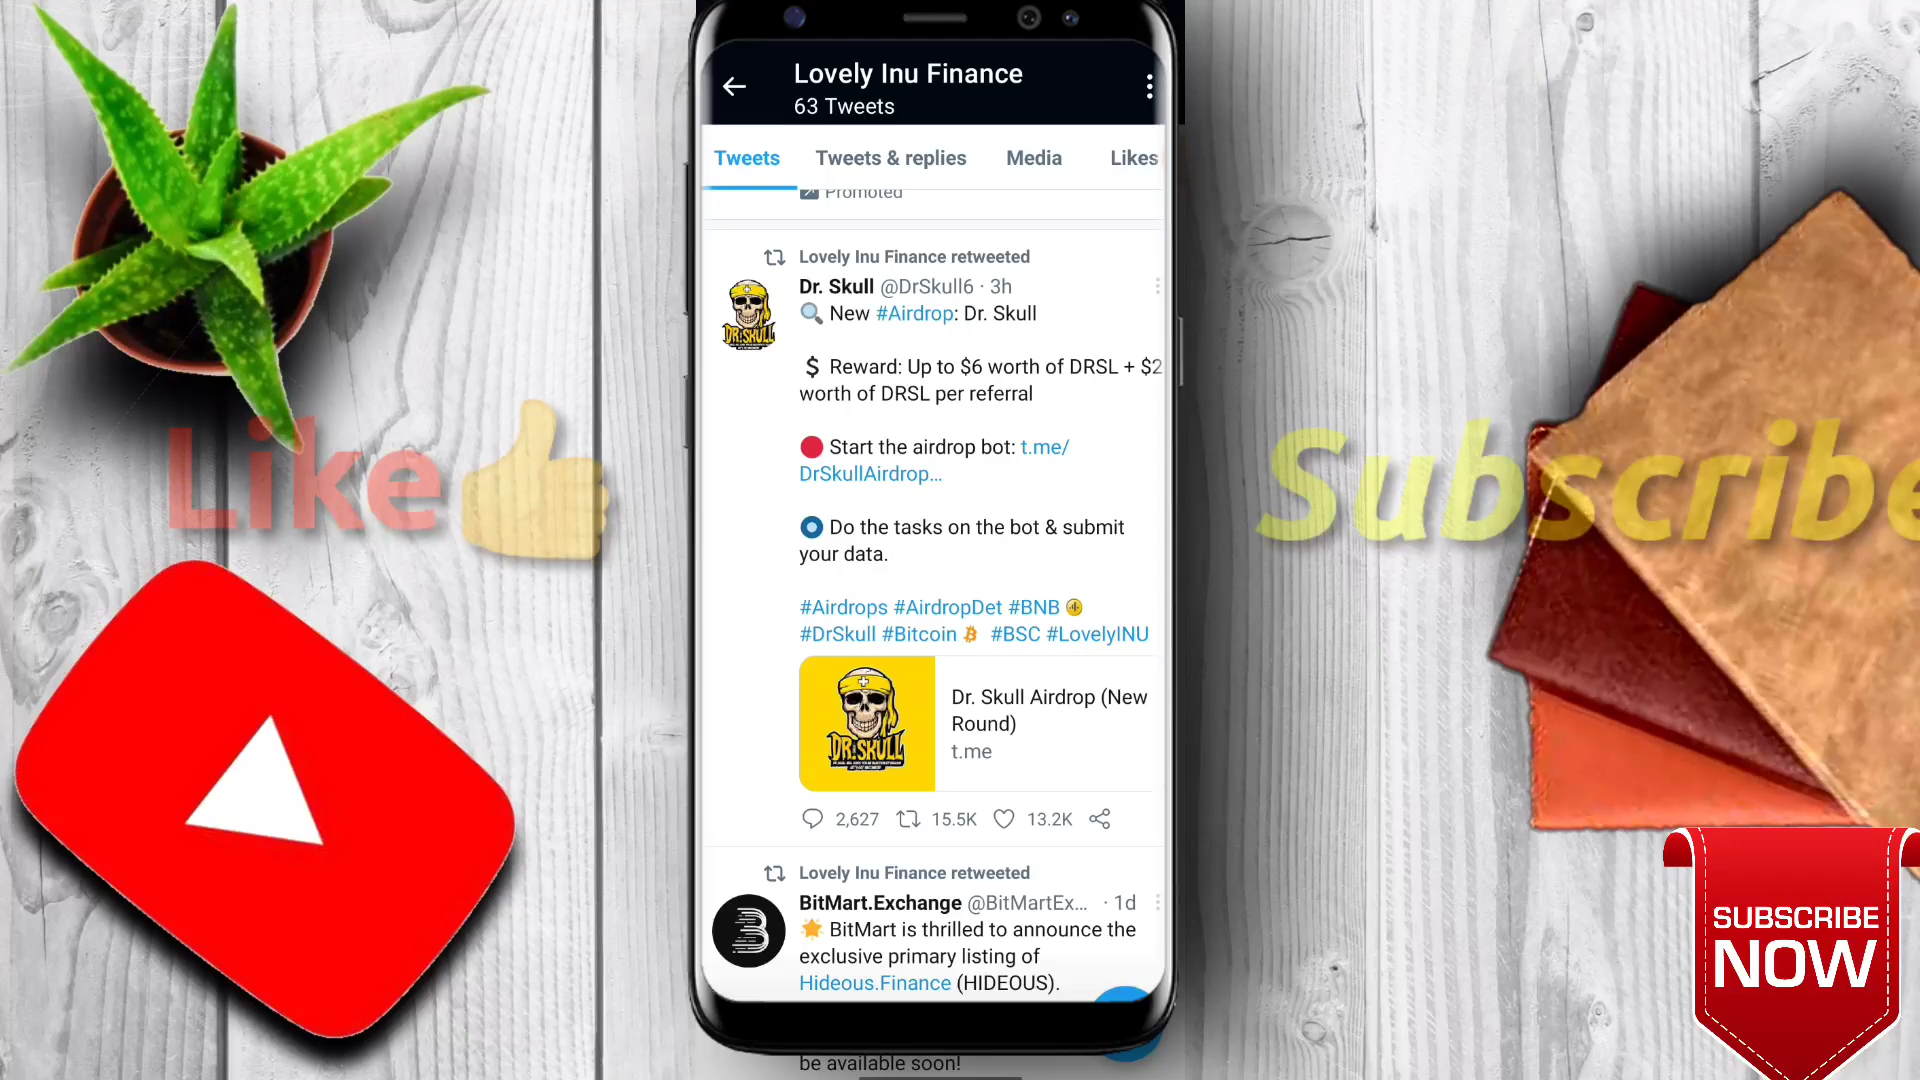 Lovely Inu Finance
63 Tweets
Tweets
Tweets & replies
Media
Likes
Promoted
Lovely Inu Finance retweeted
Dr. Skull @DrSkull6 · 3h
New #Airdrop: Dr. Skull
$ Reward: Up to $6 worth of DRSL + $2
worth of DRSL per referral
Start the airdrop bot: t.me/
DrSkullAirdrop...
Do the tasks on the bot & submit
your data.
#Airdrops #AirdropDet #BNB
#DrSkull #Bitcoin #BSC #LovelyINU
DR.SKULL
DR.SKULL
Dr. Skull Airdrop (New
Round)
t.me
2,627
15.5K
13.2K
Lovely Inu Finance retweeted
BitMart.Exchange @BitMartEx... · 1d
BitMart is thrilled to announce the
exclusive primary listing of
Hideous.Finance (HIDEOUS).
be available soon!
Like
Subscribe
SUBSCRIBE
NOW